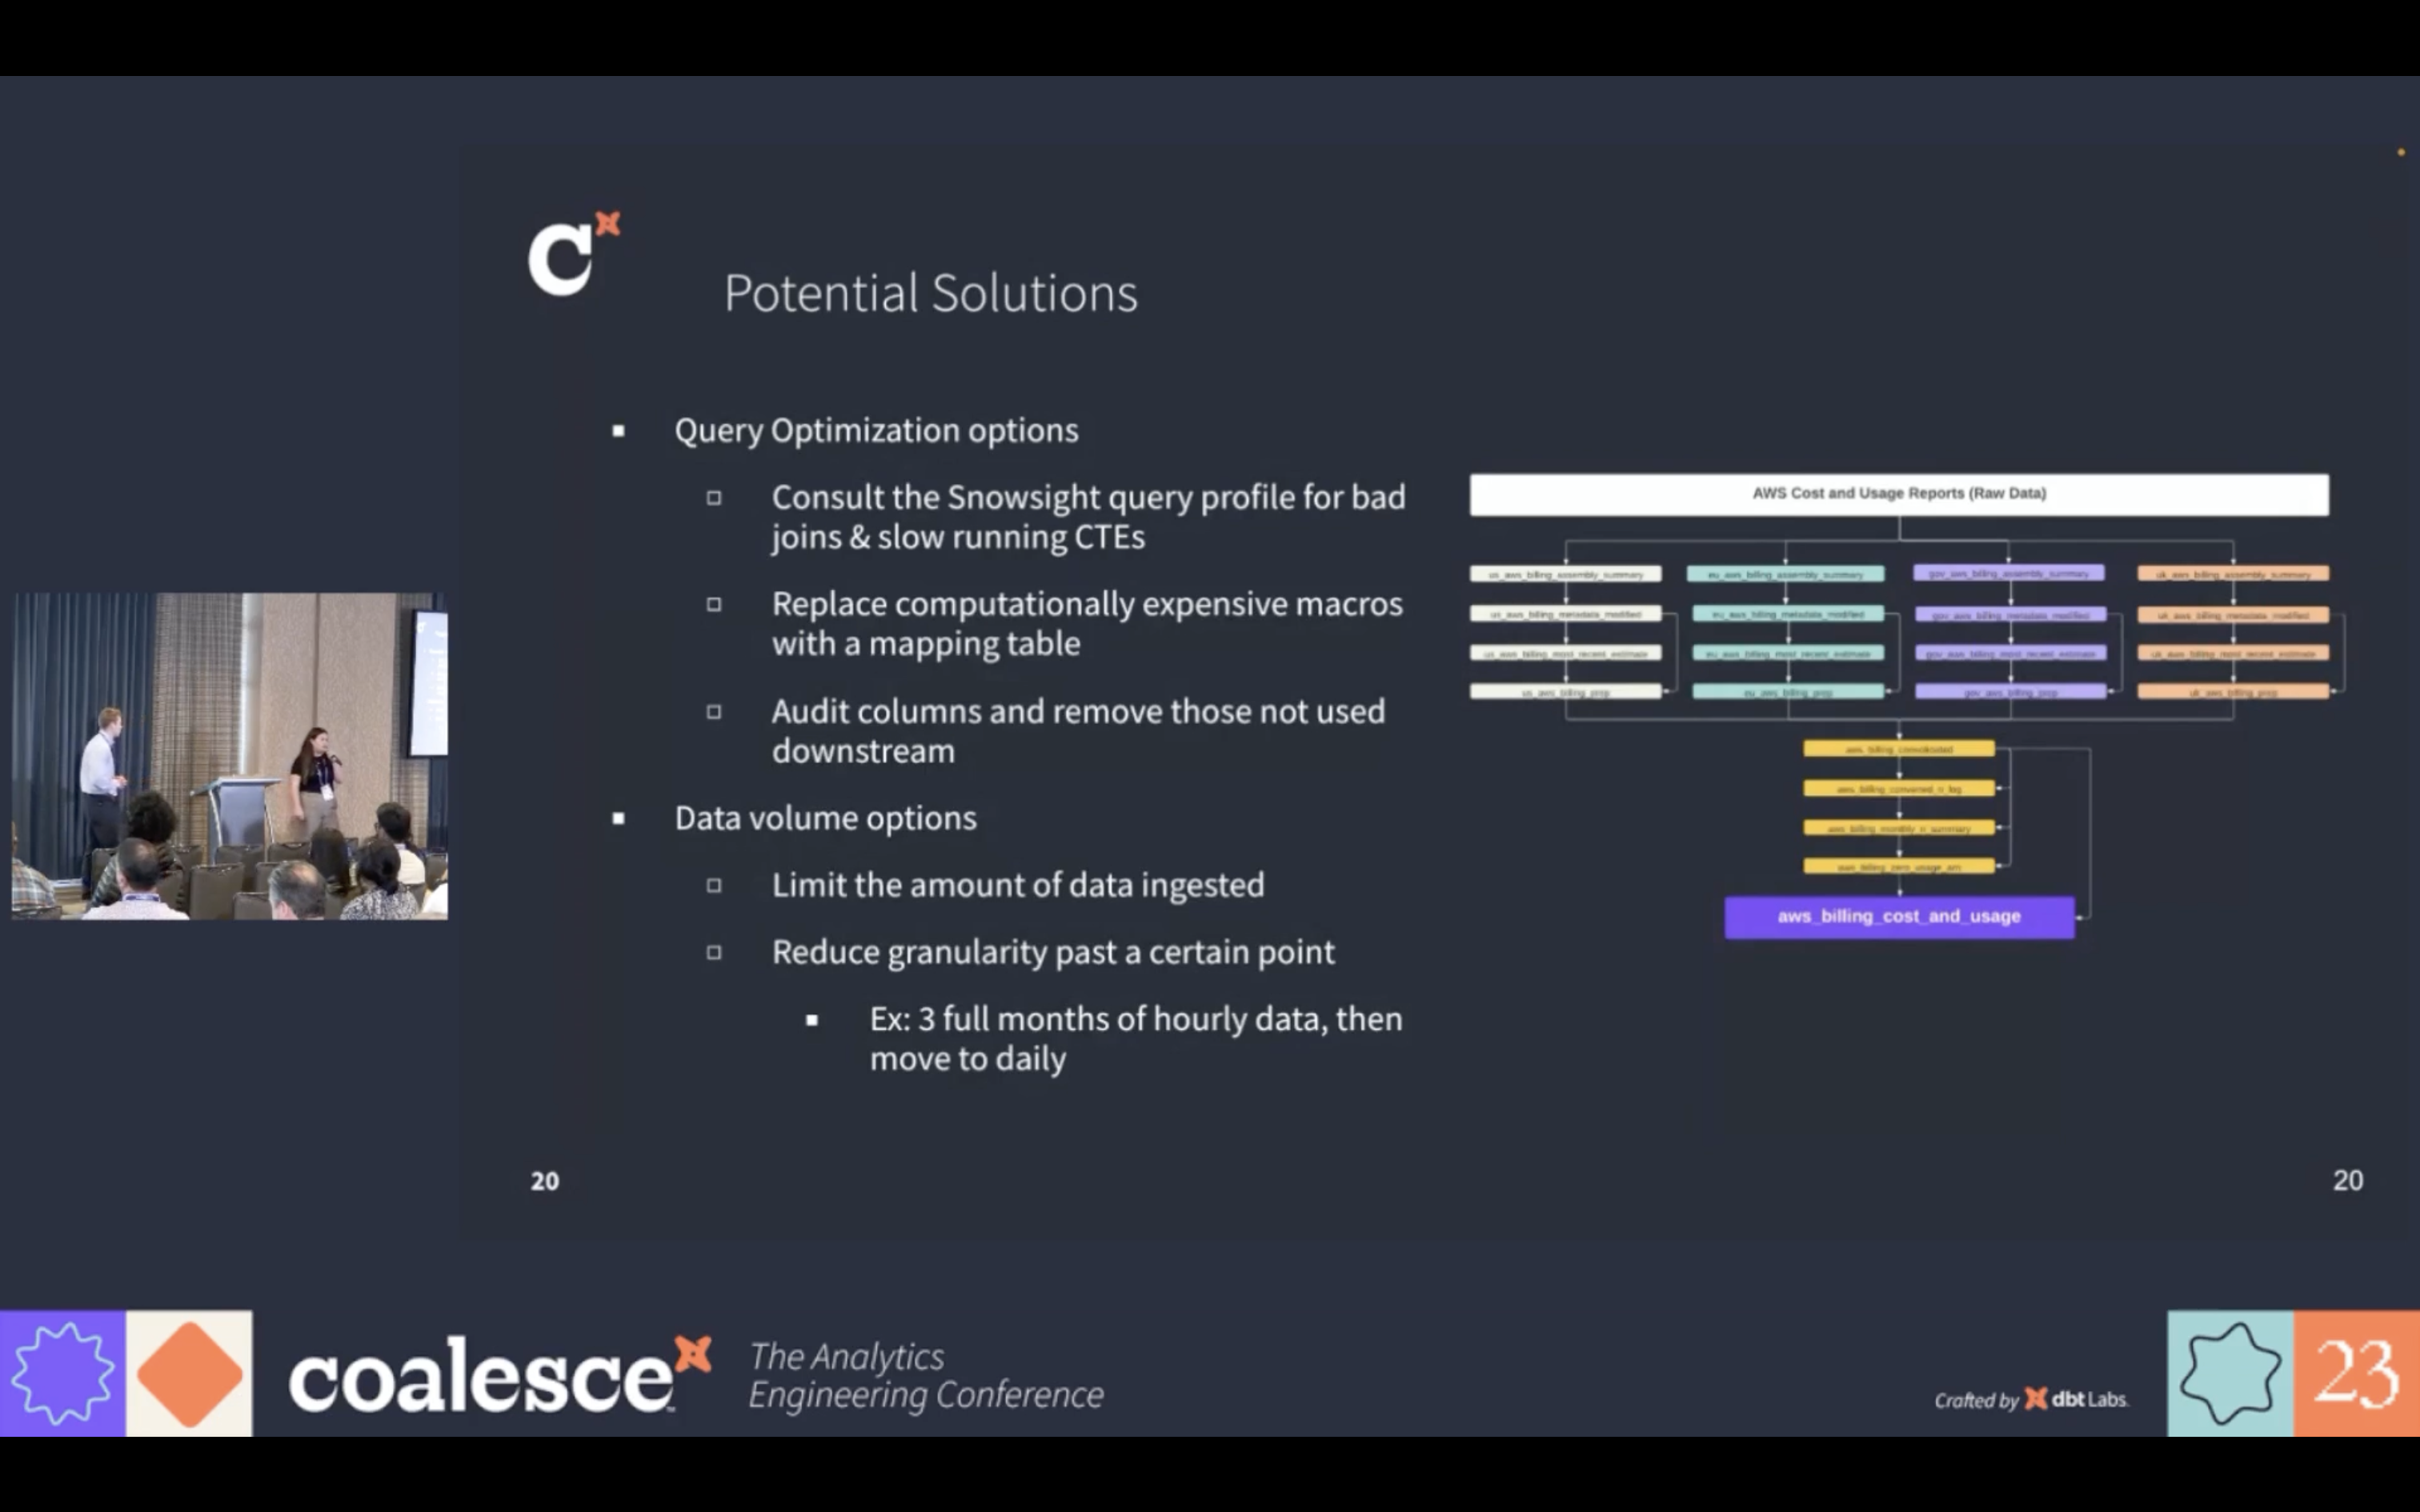 C
Potential Solutions
▪ Query Optimization options
▫ Consult the Snowsight query profile for bad
joins & slow running CTEs
▫ Replace computationally expensive macros
with a mapping table
▫ Audit columns and remove those not used
downstream
▪ Data volume options
▫ Limit the amount of data ingested
▫ Reduce granularity past a certain point
▪ Ex: 3 full months of hourly data, then
move to daily
AWS Cost and Usage Reports (Raw Data)
us_aws_billing_assembly_summary
eu_aws_billing_assembly_summary
gov_aws_billing_assembly_summary
uk_aws_billing_assembly_summary
us_aws_billing_metadata_modified
eu_aws_billing_metadata_modified
gov_aws_billing_metadata_modified
uk_aws_billing_metadata_modified
us_aws_billing_most_recent_estimate
eu_aws_billing_most_recent_estimate
gov_aws_billing_most_recent_estimate
uk_aws_billing_most_recent_estimate
us_aws_billing_prep
eu_aws_billing_prep
gov_aws_billing_prep
uk_aws_billing_prep
aws_billing_monthly_ri_summary
aws_billing_cost_and_usage
20
20
coalesce
The Analytics
Engineering Conference
Crafted by dbt Labs
23